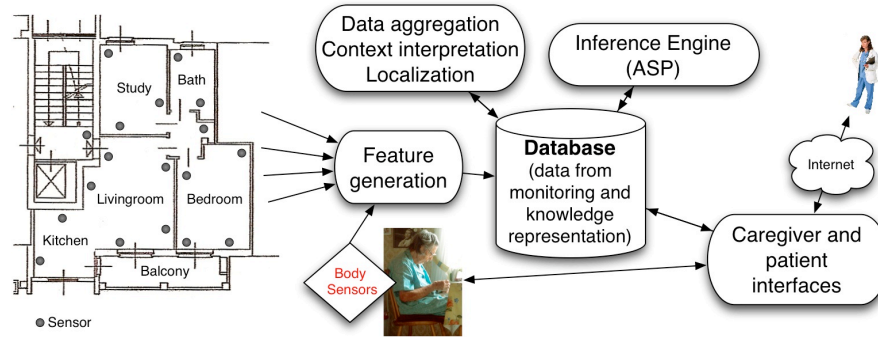 Study
Bath
Livingroom
Bedroom
Kitchen
Balcony
Sensor
Data aggregation
Context interpretation
Localization
Inference Engine
(ASP)
Feature
generation
Database
(data from
monitoring and
knowledge
representation)
Internet
Body
Sensors
Caregiver and
patient
interfaces